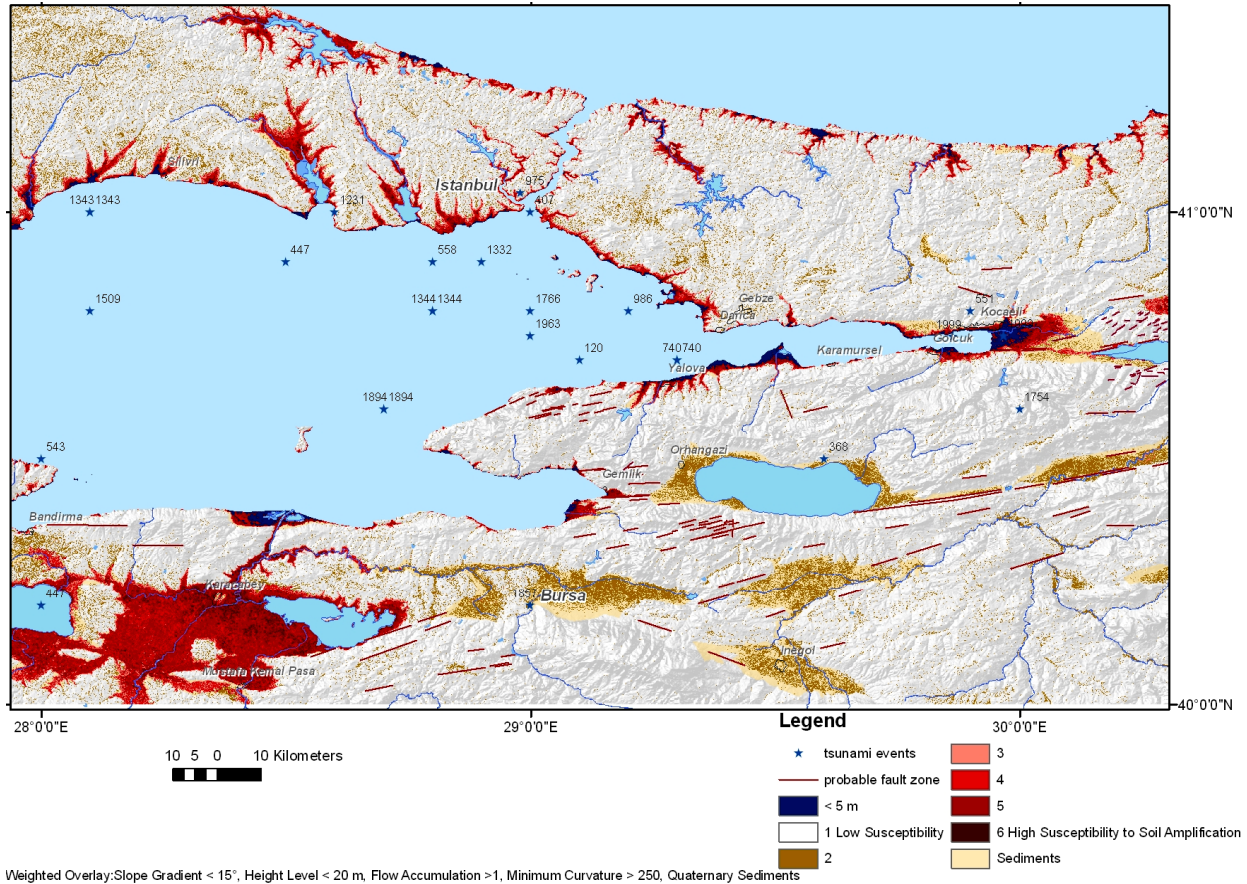 Silivri
Istanbul
975
1343 1343
1231
407
41°0'0"N
447
558
1332
1509
1344 1344
1766
986
Gebze
Darica
551
Kocaeli
1963
1999
Golcuk
120
740 740
Karamursel
Yalova
1894 1894
1754
543
Orhangazi
368
Gemlik
Bandirma
Karacabey
447
Bursa
Inegol
Mustafa Kemal Pasa
40°0'0"N
28°0'0"E
29°0'0"E
30°0'0"E
Legend
10 5 0 10 Kilometers
tsunami events
probable fault zone
< 5 m
1 Low Susceptibility
2
3
4
5
6 High Susceptibility to Soil Amplification
Sediments
Weighted Overlay:Slope Gradient < 15°, Height Level < 20 m, Flow Accumulation >1, Minimum Curvature > 250, Quaternary Sediments